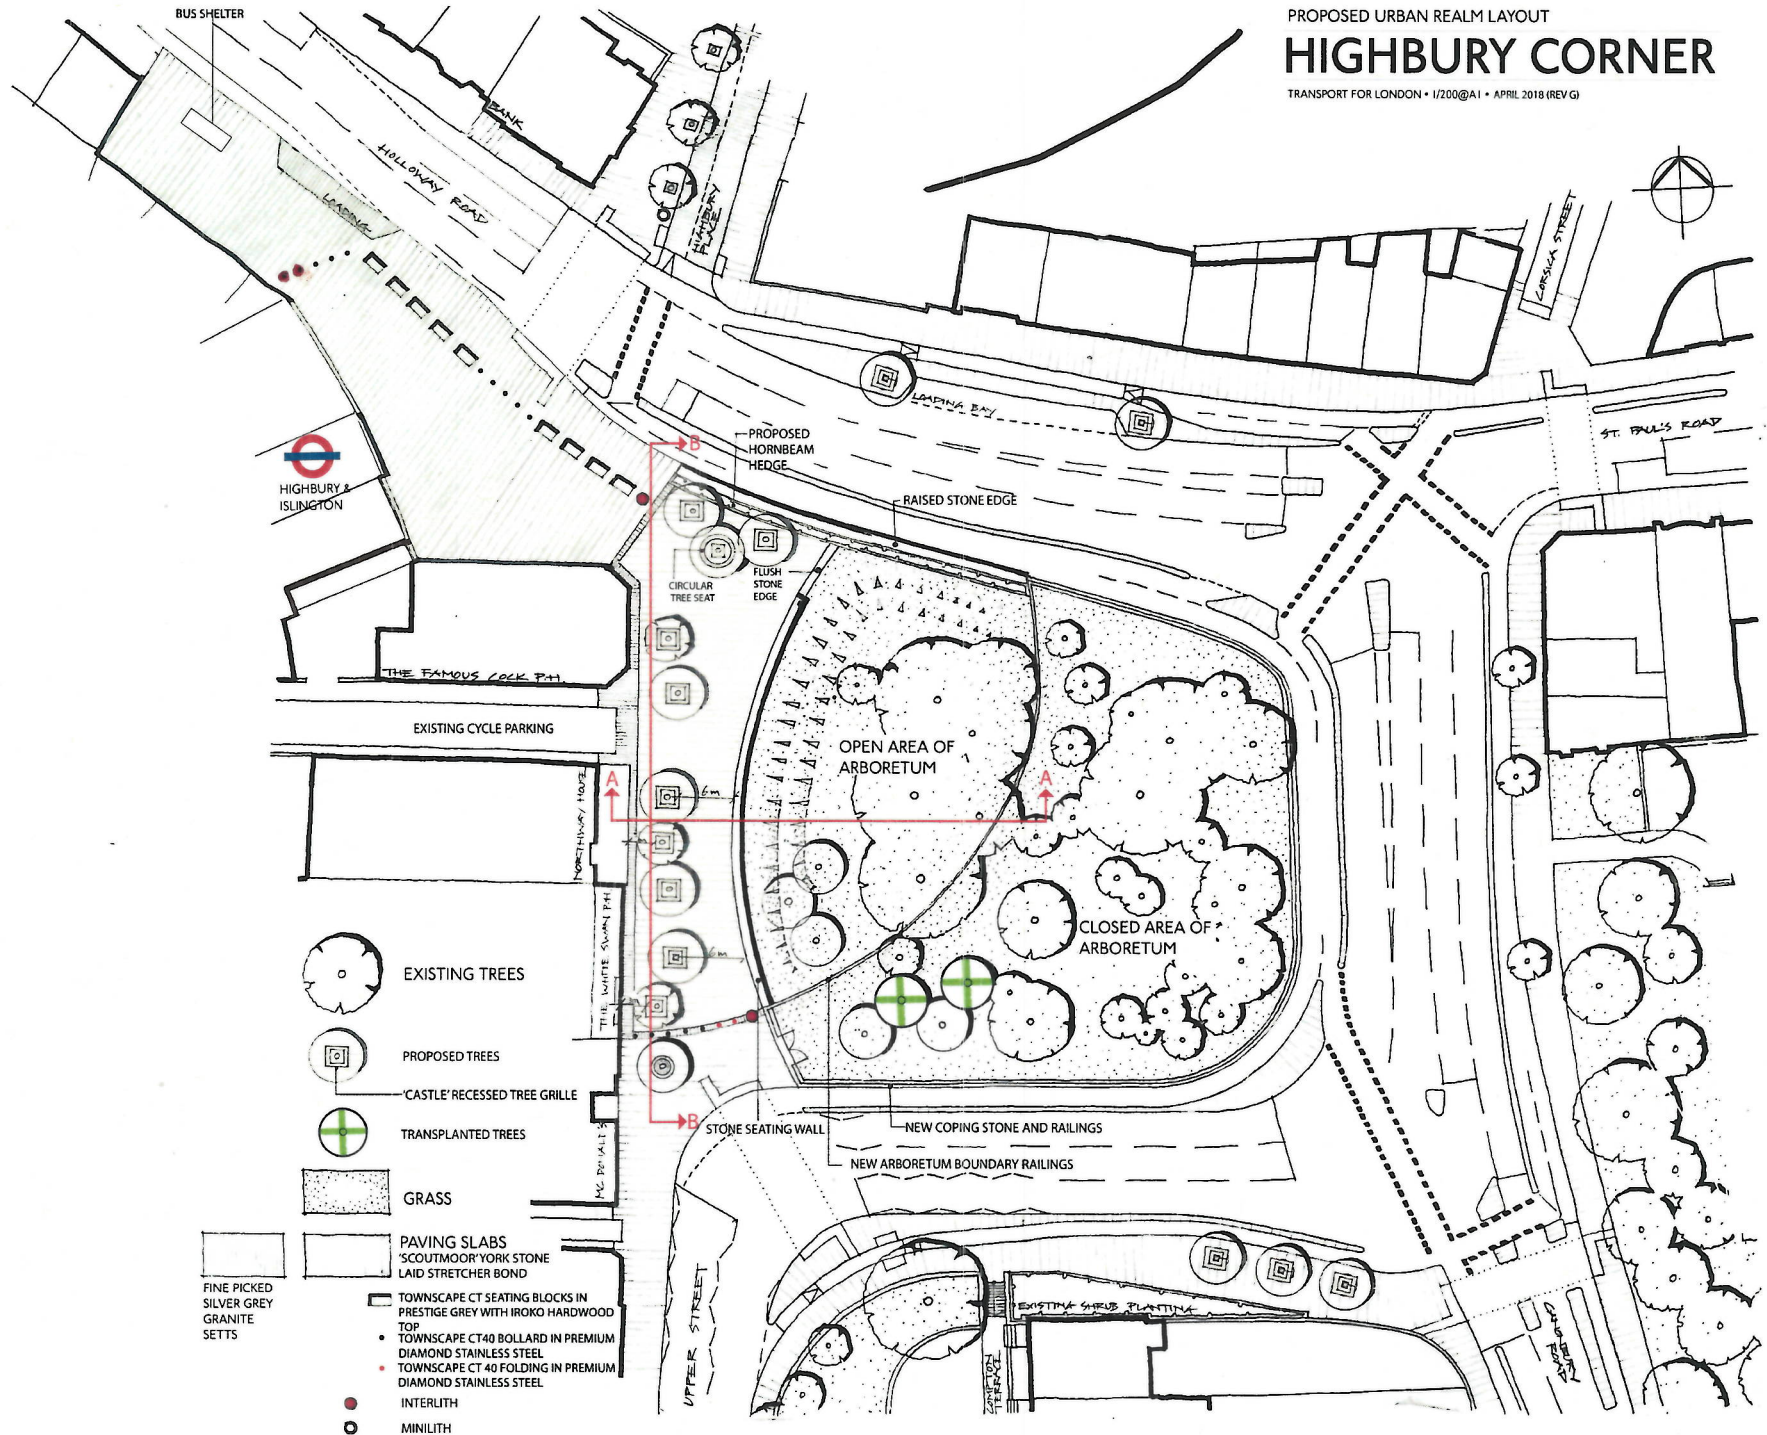 BUS SHELTER
PROPOSED URBAN REALM LAYOUT
HIGHBURY CORNER
TRANSPORT FOR LONDON • 1/200@A1 • APRIL 2018 (REV G)
BANK
HOLLOWAY ROAD
LOADING
HIGHBURY
PLACE
CORSICA STREET
LOADING BAY
ST. PAUL'S ROAD
B
PROPOSED
HORNBEAM
HEDGE
HIGHBURY &
ISLINGTON
RAISED STONE EDGE
CIRCULAR
TREE SEAT
FLUSH
STONE
EDGE
THE FAMOUS COCK P.H.
EXISTING CYCLE PARKING
OPEN AREA OF
ARBORETUM
NORTHWAY HOUSE
A
A
6m
6m
THE WHITE SWAN P.H
CLOSED AREA OF
ARBORETUM
EXISTING TREES
PROPOSED TREES
'CASTLE' RECESSED TREE GRILLE
TRANSPLANTED TREES
B
STONE SEATING WALL
NEW COPING STONE AND RAILINGS
NEW ARBORETUM BOUNDARY RAILINGS
MC DONALD'S
GRASS
PAVING SLABS
'SCOUTMOOR' YORK STONE
LAID STRETCHER BOND
FINE PICKED
SILVER GREY
GRANITE
SETTS
TOWNSCAPE CT SEATING BLOCKS IN
PRESTIGE GREY WITH IROKO HARDWOOD
TOP
TOWNSCAPE CT40 BOLLARD IN PREMIUM
DIAMOND STAINLESS STEEL
TOWNSCAPE CT 40 FOLDING IN PREMIUM
DIAMOND STAINLESS STEEL
INTERLITH
MINILITH
UPPER STREET
EXISTING SHRUB PLANTING
COMPTON
TERRACE
CANONBURY
ROAD